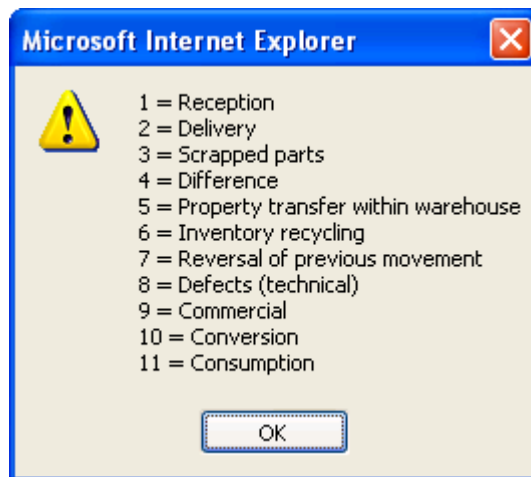 Microsoft Internet Explorer
1 = Reception
2 = Delivery
3 = Scrapped parts
4 = Difference
5 = Property transfer within warehouse
6 = Inventory recycling
7 = Reversal of previous movement
8 = Defects (technical)
9 = Commercial
10 = Conversion
11 = Consumption
OK